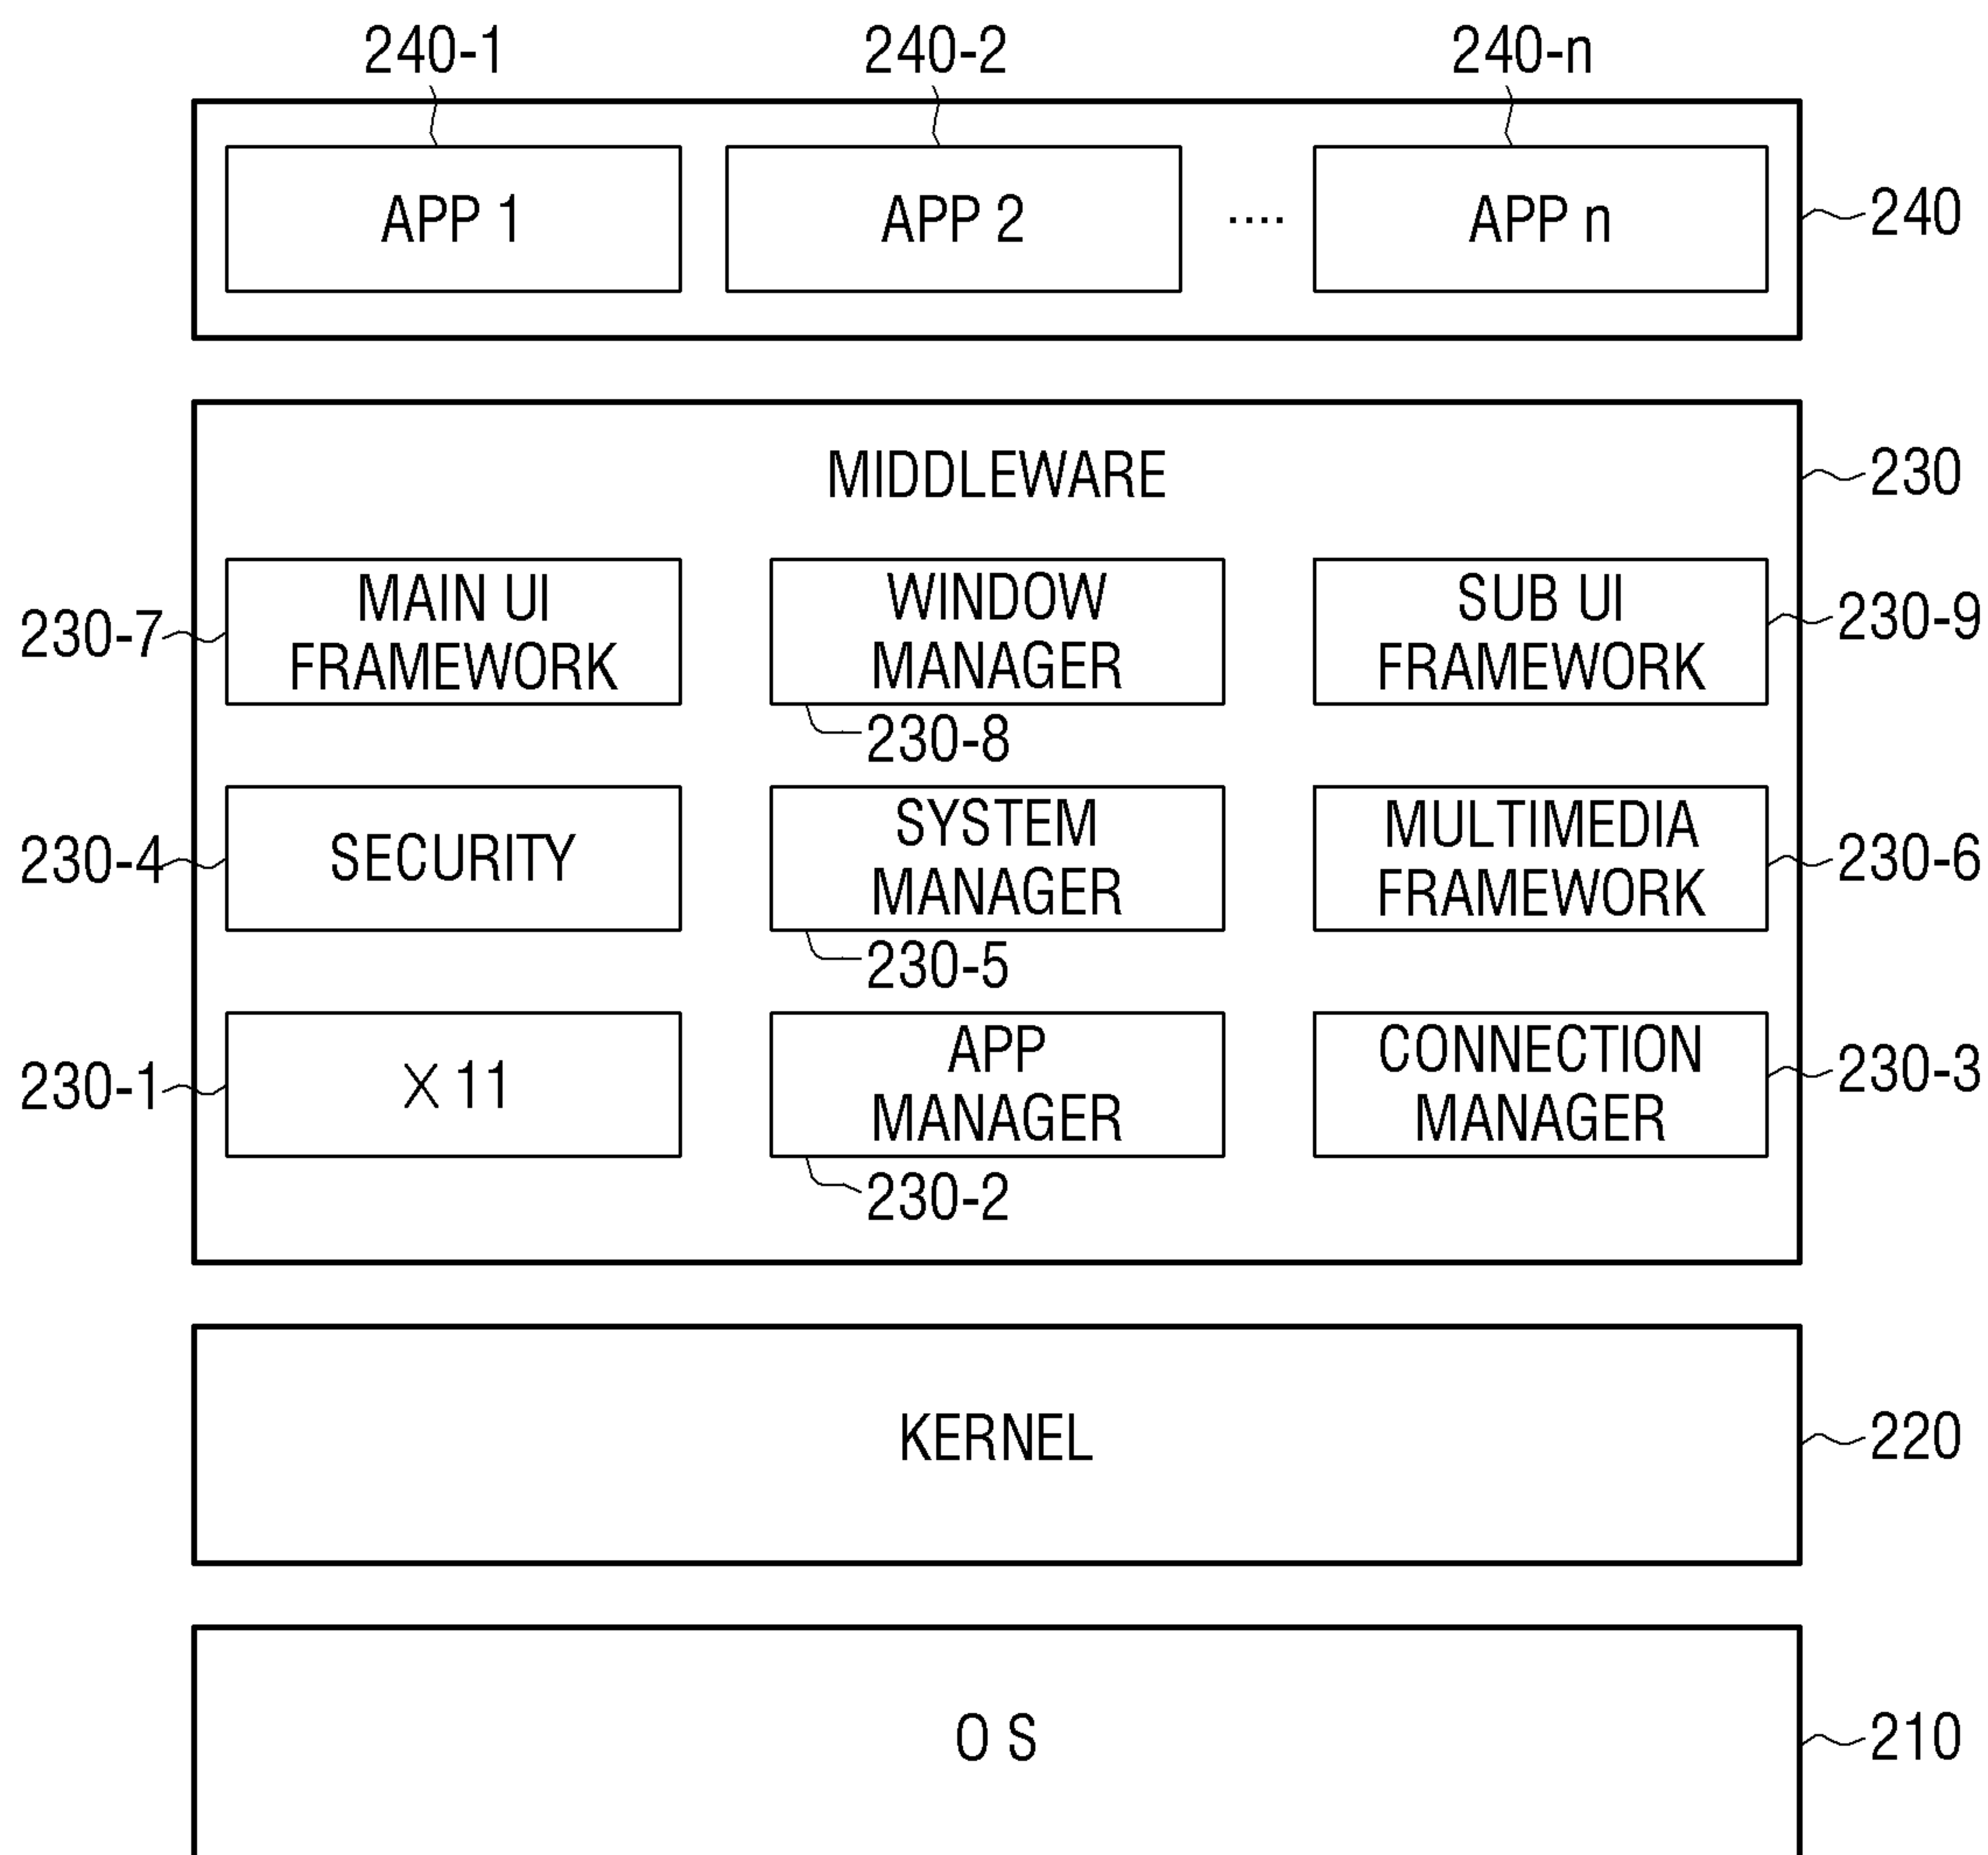 240-1 240-2 240-n
APP 1 APP 2 .... APP n 240
MIDDLEWARE 230
MAIN UI WINDOW SUB UI
230-7 FRAMEWORK MANAGER FRAMEWORK 230-9
230-8
SYSTEM MULTIMEDIA
230-4 SECURITY MANAGER FRAMEWORK 230-6
230-5
APP CONNECTION
230-1 X 11 MANAGER MANAGER 230-3
230-2
KERNEL 220
O S 210